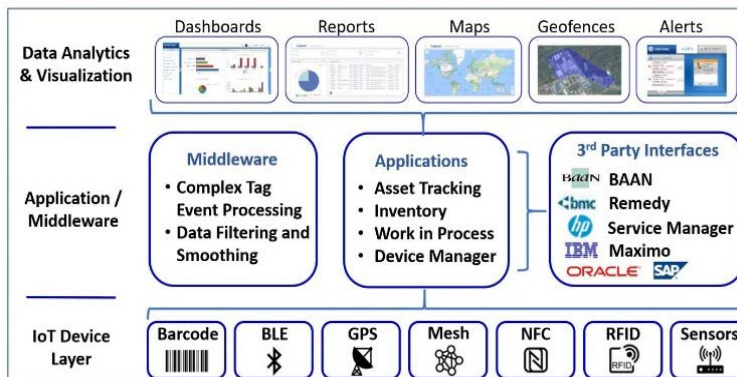 Dashboards
Reports
Maps
Geofences
Alerts
Data Analytics
& Visualization
Middleware
• Complex Tag
Event Processing
• Data Filtering and
Smoothing
Applications
• Asset Tracking
• Inventory
• Work in Process
• Device Manager
3rd Party Interfaces
BAAN BAAN
bmc Remedy
hp Service Manager
IBM Maximo
ORACLE SAP
Application /
Middleware
IoT Device
Layer
Barcode
BLE
GPS
Mesh
NFC
RFID
RFID
Sensors